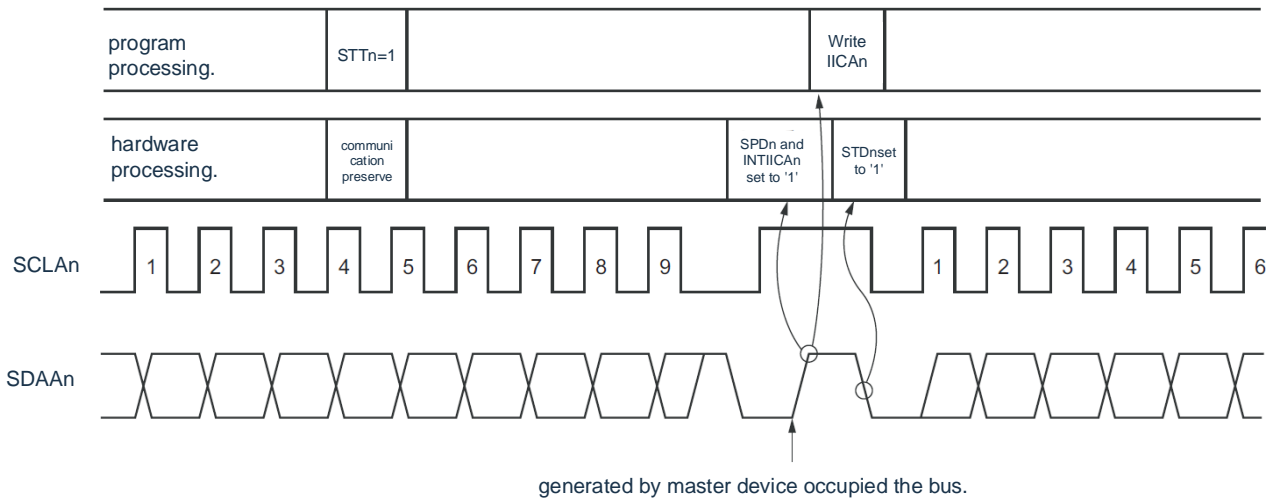 program
processing.
STTn=1
Write
IICAn
hardware
processing.
communi
cation
preserve
SPDn and
INTIICAn
set to '1'
STDnset
to '1'
SCLAn
1 2 3 4 5 6 7 8 9 1 2 3 4 5 6
SDAAn
generated by master device occupied the bus.